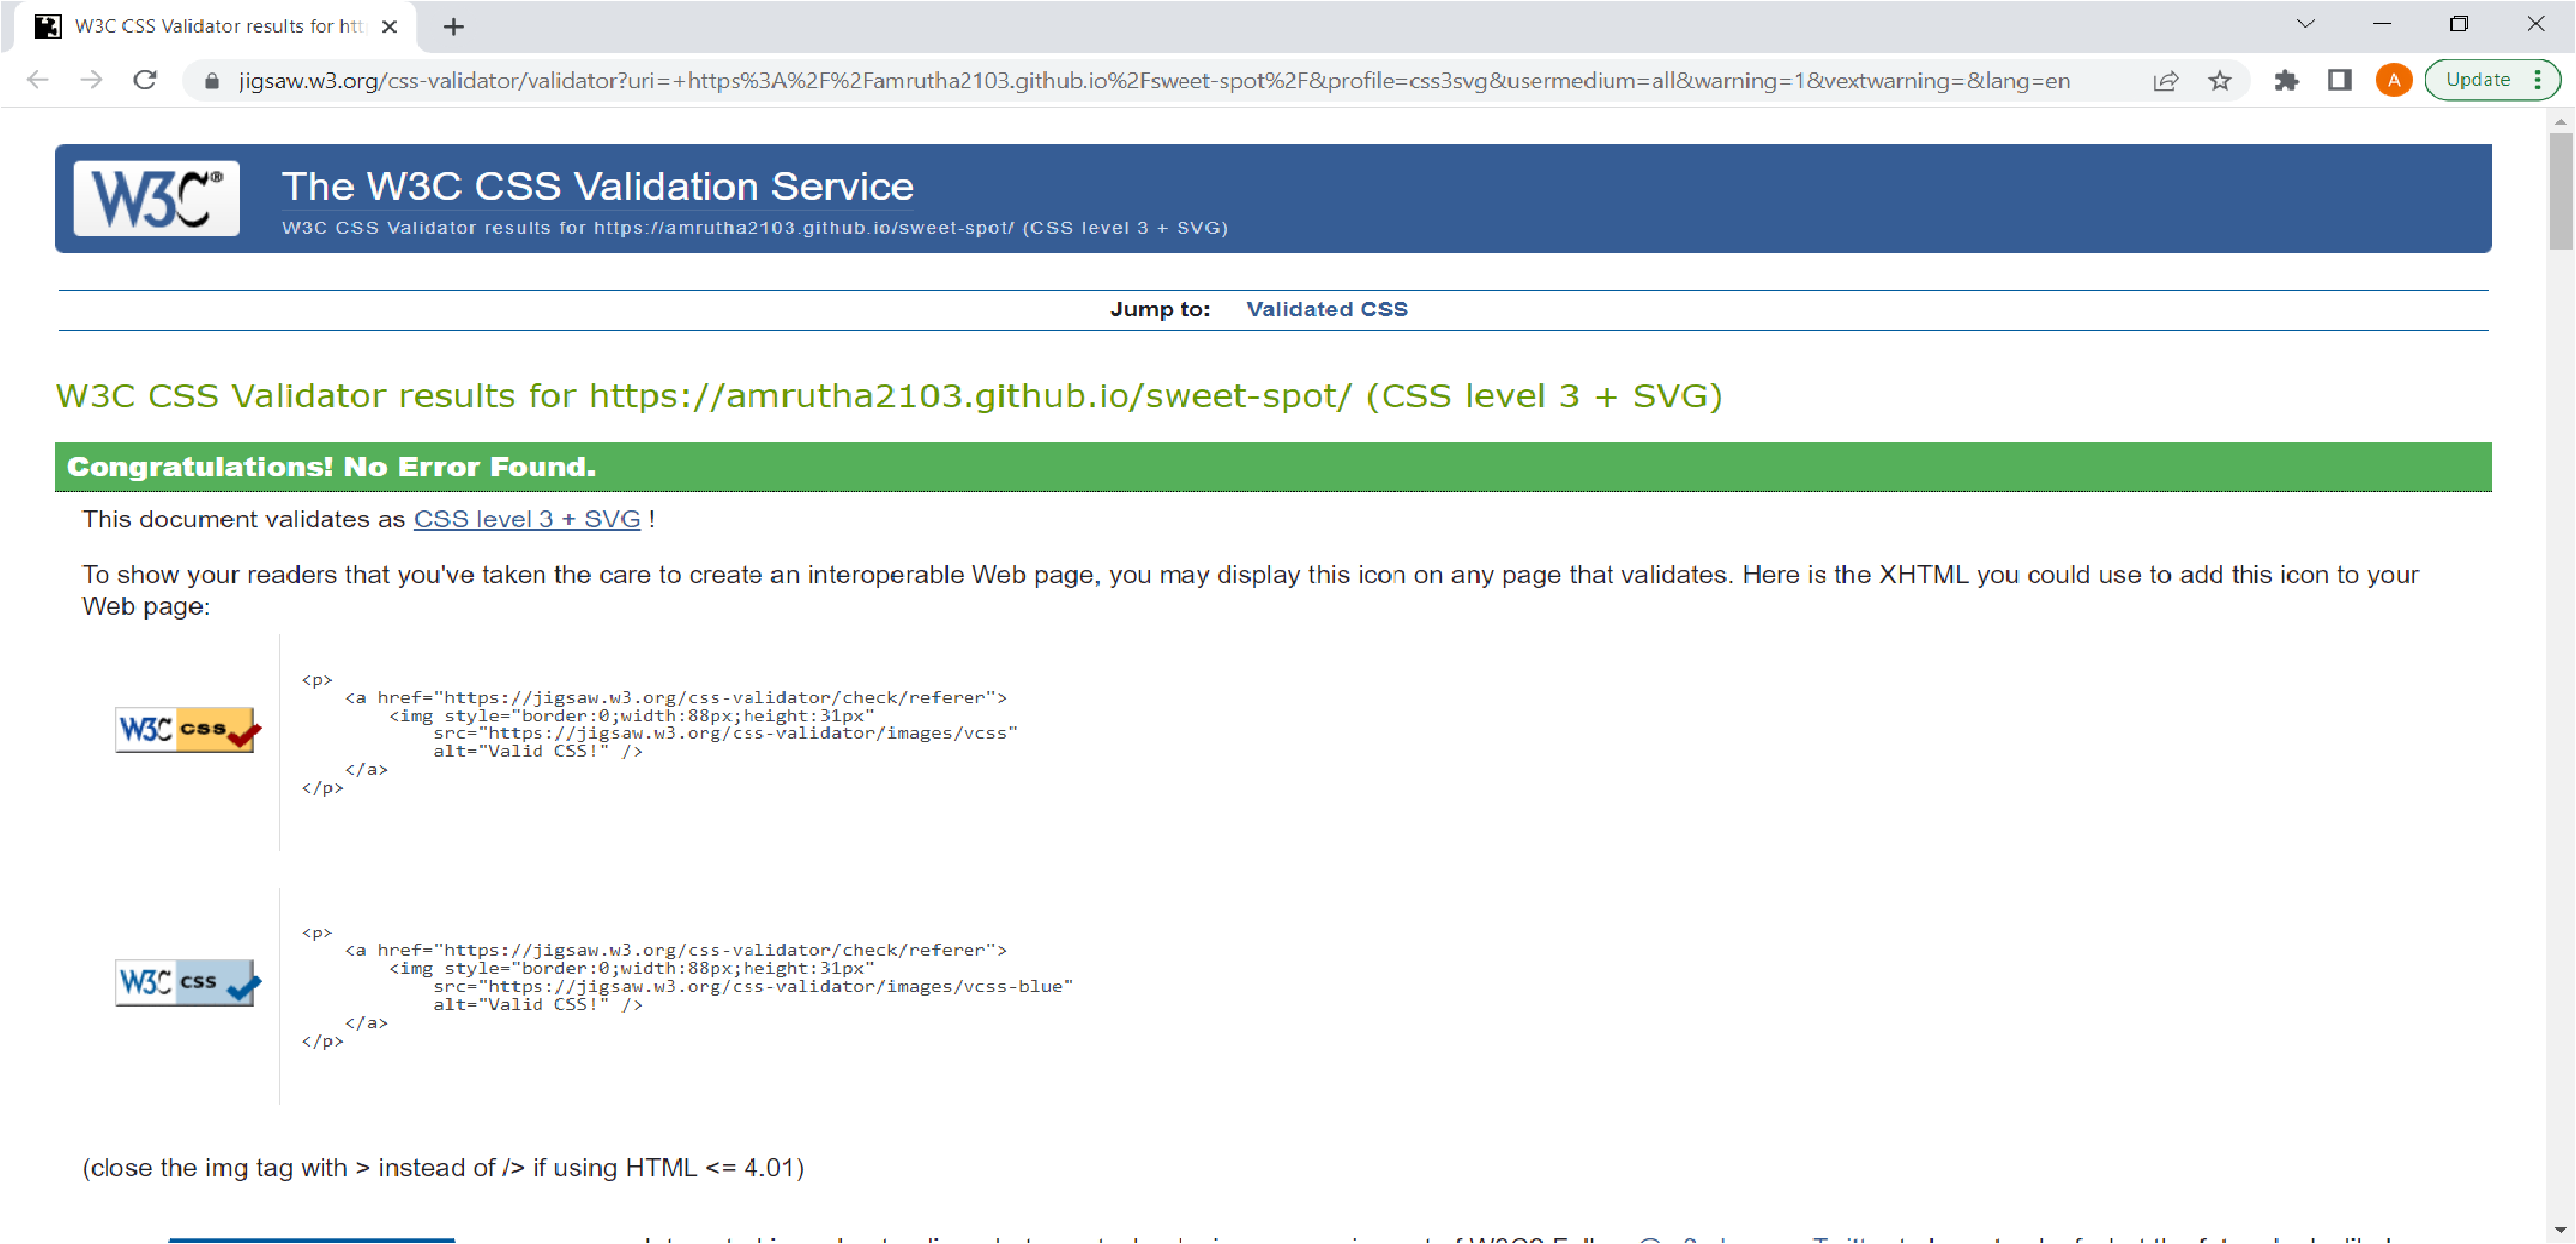 W3C CSS Validator results for htt
jigsaw.w3.org/css-validator/validator?uri=+https%3A%2F%2Famrutha2103.github.io%2Fsweet-spot%2F&profile=css3svg&usermedium=all&warning=1&vextwarning=&lang=en
A
Update
W3C®
The W3C CSS Validation Service
W3C CSS Validator results for https://amrutha2103.github.io/sweet-spot/ (CSS level 3 + SVG)
Jump to: Validated CSS
W3C CSS Validator results for https://amrutha2103.github.io/sweet-spot/ (CSS level 3 + SVG)
Congratulations! No Error Found.
This document validates as CSS level 3 + SVG !
To show your readers that you've taken the care to create an interoperable Web page, you may display this icon on any page that validates. Here is the XHTML you could use to add this icon to your
Web page:
W3C css
<p>
<a href="https://jigsaw.w3.org/css-validator/check/referer">
<img style="border:0;width:88px;height:31px"
src="https://jigsaw.w3.org/css-validator/images/vcss"
alt="Valid CSS!" />
</a>
</p>
W3C css
<p>
<a href="https://jigsaw.w3.org/css-validator/check/referer">
<img style="border:0;width:88px;height:31px"
src="https://jigsaw.w3.org/css-validator/images/vcss-blue"
alt="Valid CSS!" />
</a>
</p>
(close the img tag with > instead of /> if using HTML <= 4.01)